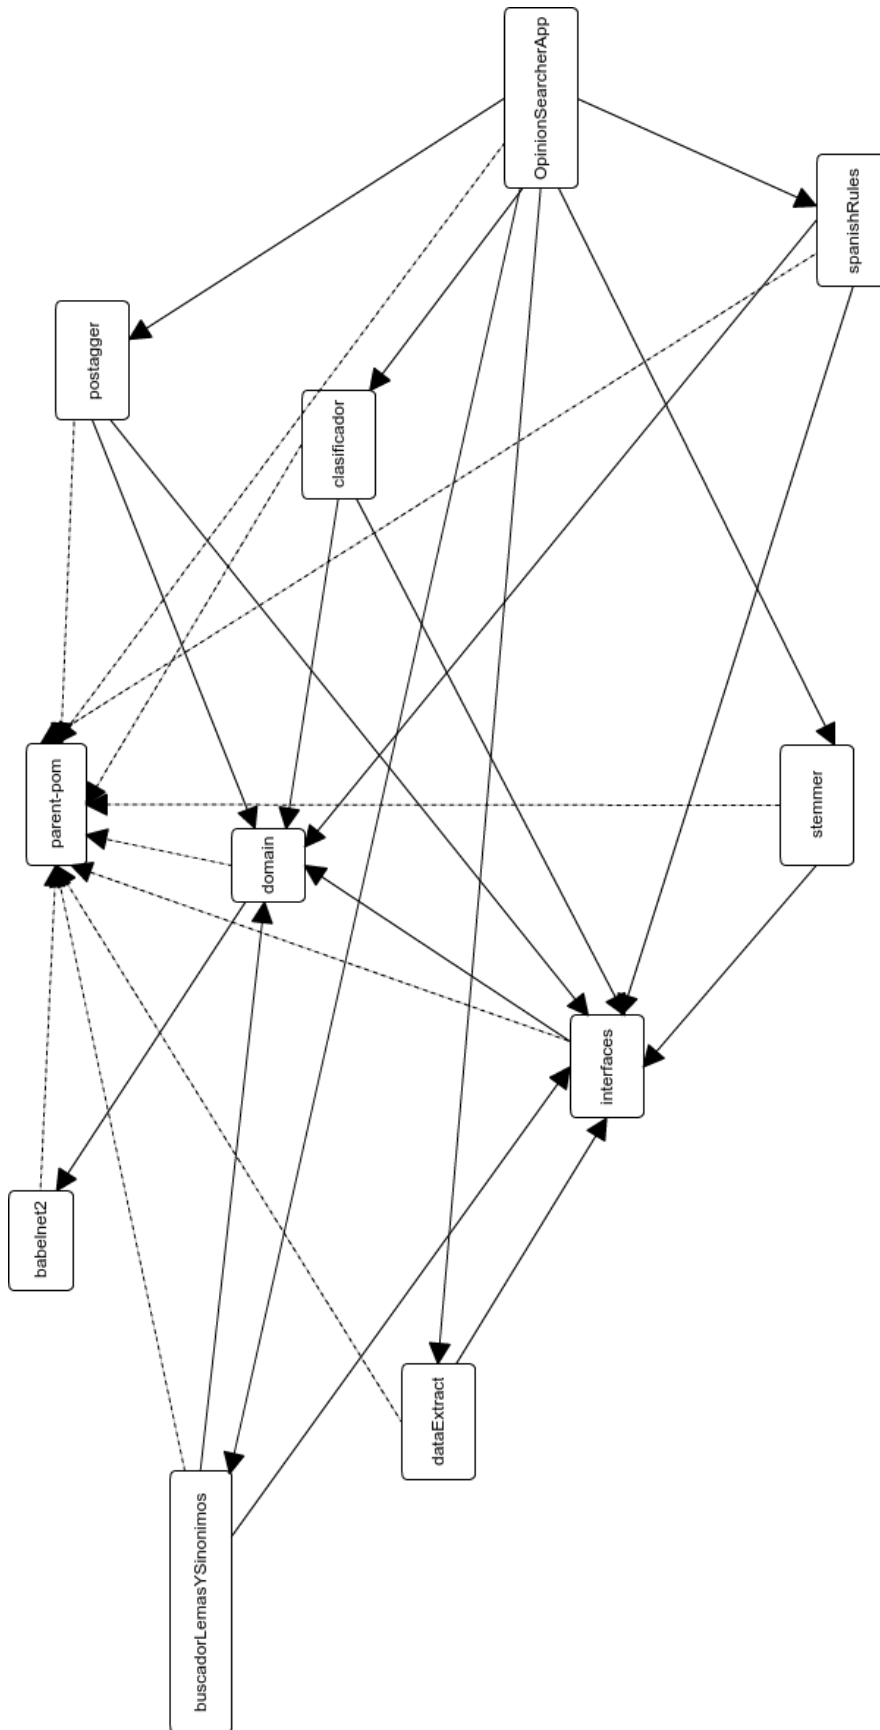 OpinionSearcherApp
spanishRules
postagger
clasificador
parent-pom
domain
stemmer
interfaces
babelnet2
dataExtract
buscadorLemasYSinonimos